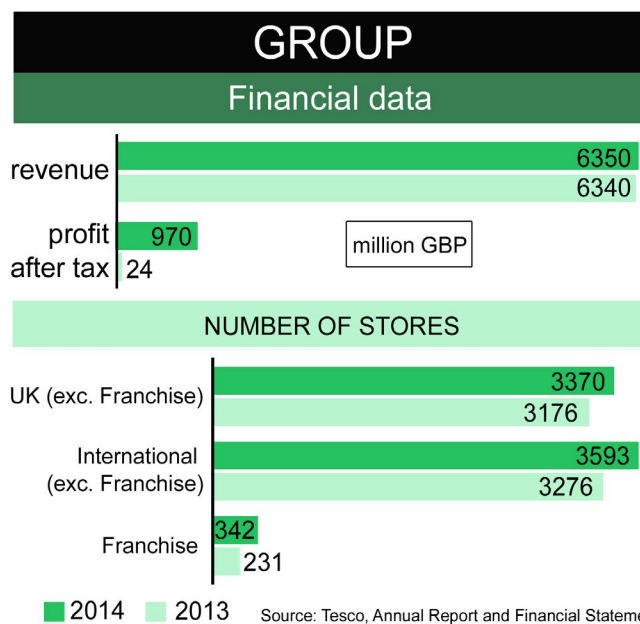 GROUP
Financial data
revenue
6350
6340
profit
after tax
970
24
million GBP
NUMBER OF STORES
UK (exc. Franchise)
3370
3176
International
(exc. Franchise)
3593
3276
Franchise
342
231
2014 2013 Source: Tesco, Annual Report and Financial Stateme